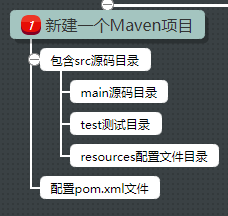 1 新建一个Maven项目
包含src源码目录
main源码目录
test测试目录
resources配置文件目录
配置pom.xml文件